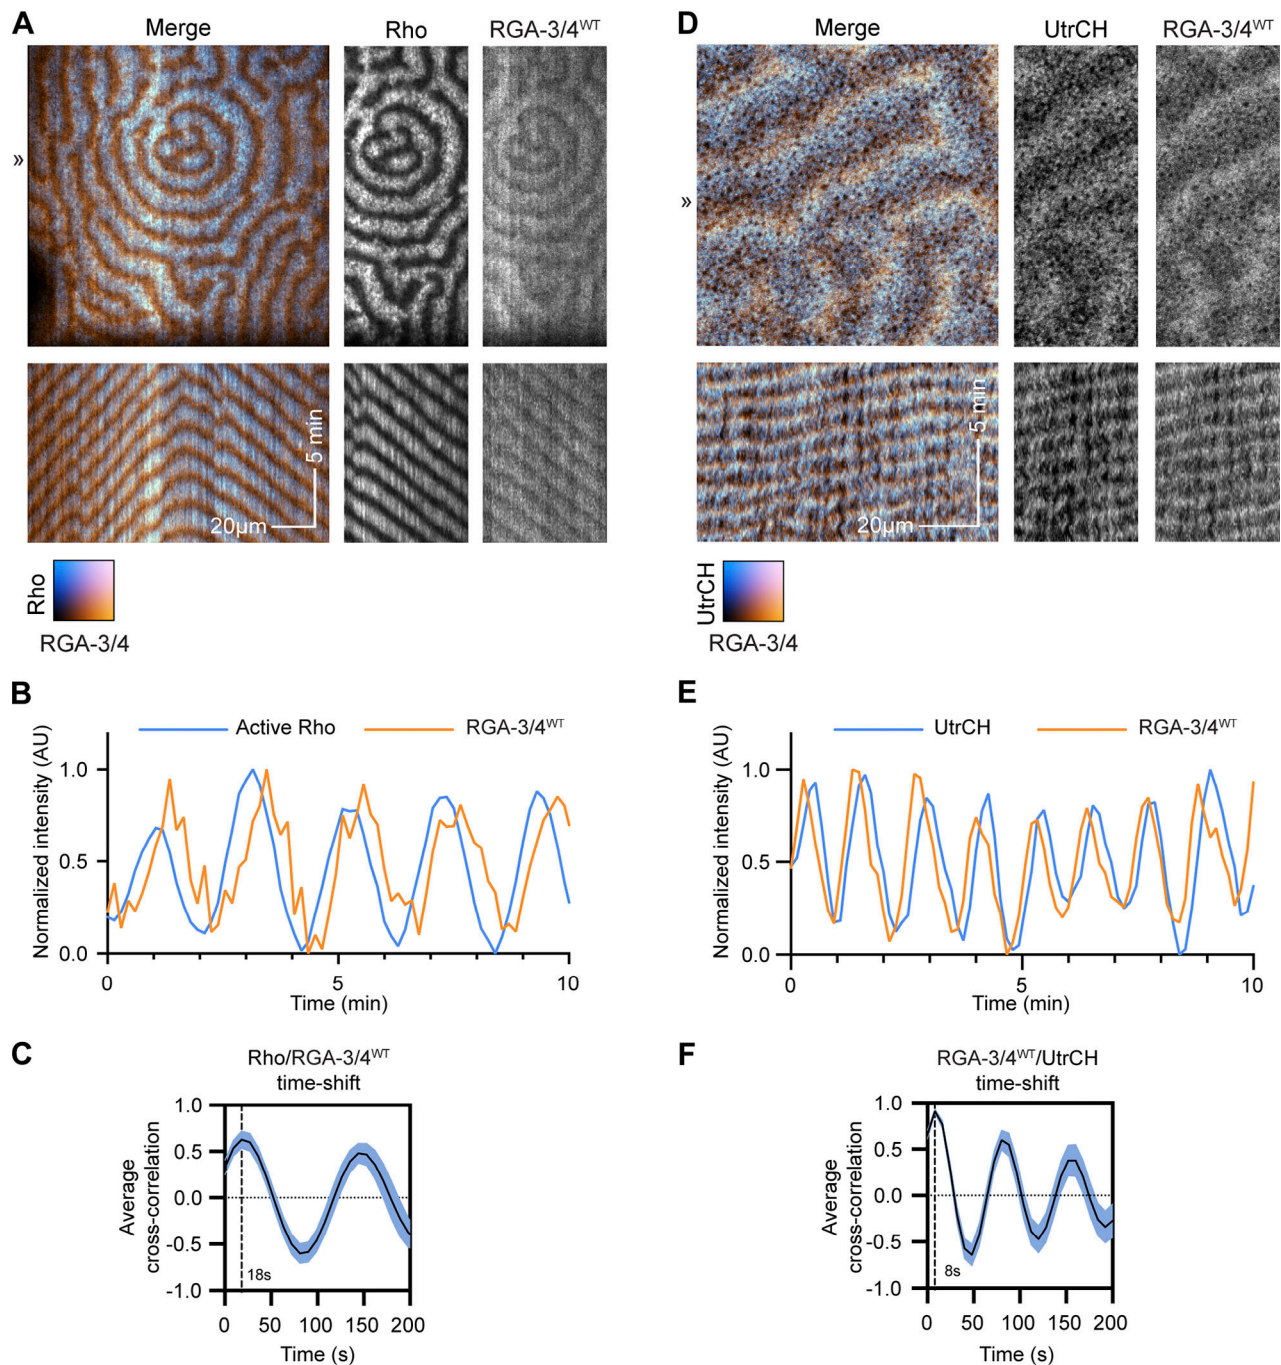 A
Merge
Rho
RGA-3/4WT
»
5 min
20µm
Rho
RGA-3/4
D
Merge
UtrCH
RGA-3/4WT
»
5 min
20µm
UtrCH
RGA-3/4
B
Active Rho
RGA-3/4WT
Normalized intensity (AU)
1.0
0.5
0.0
0
5
10
Time (min)
E
UtrCH
RGA-3/4WT
Normalized intensity (AU)
1.0
0.5
0.0
0
5
10
Time (min)
C
Rho/RGA-3/4WT
time-shift
Average
cross-correlation
1.0
0.5
0.0
-0.5
-1.0
18s
0 50 100 150 200
Time (s)
F
RGA-3/4WT/UtrCH
time-shift
Average
cross-correlation
1.0
0.5
0.0
-0.5
-1.0
8s
0 50 100 150 200
Time (s)